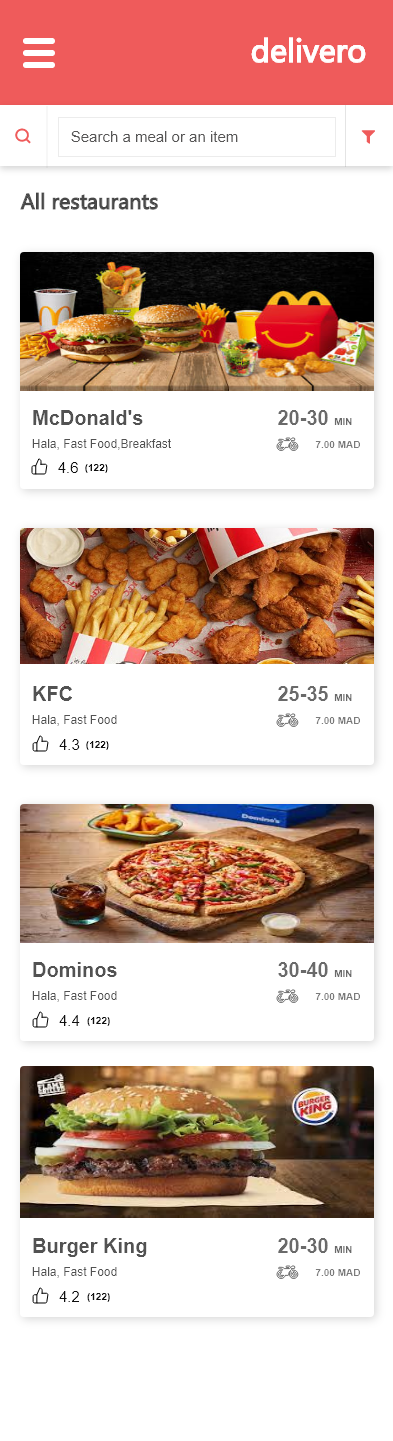 delivero
Search a meal or an item
All restaurants
McDonald's
20-30 MIN
Hala, Fast Food,Breakfast
7.00 MAD
4.6 (122)
KFC
25-35 MIN
Hala, Fast Food
7.00 MAD
4.3 (122)
Domino's
Dominos
30-40 MIN
Hala, Fast Food
7.00 MAD
4.4 (122)
BURGER
KING
Burger King
20-30 MIN
Hala, Fast Food
7.00 MAD
4.2 (122)